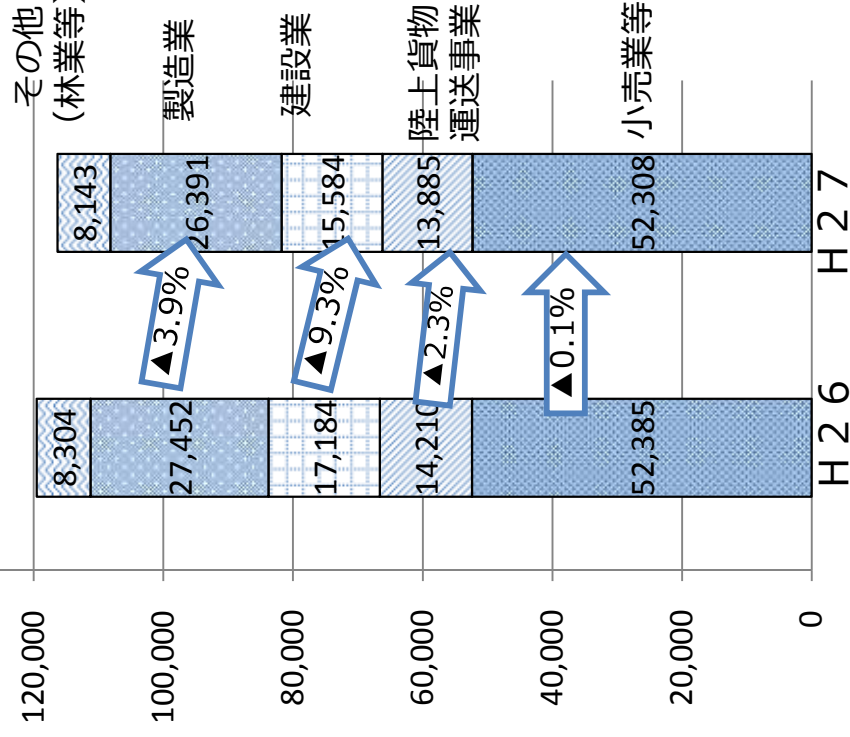 120,000
100,000
80,000
60,000
40,000
20,000
0
8,304
27,452
17,184
14,210
52,385
H26
▲3.9%
▲9.3%
▲2.3%
▲0.1%
8,143
26,391
15,584
13,885
52,308
H27
その他
(林業等)
製造業
建設業
陸上貨物
運送事業
小売業等